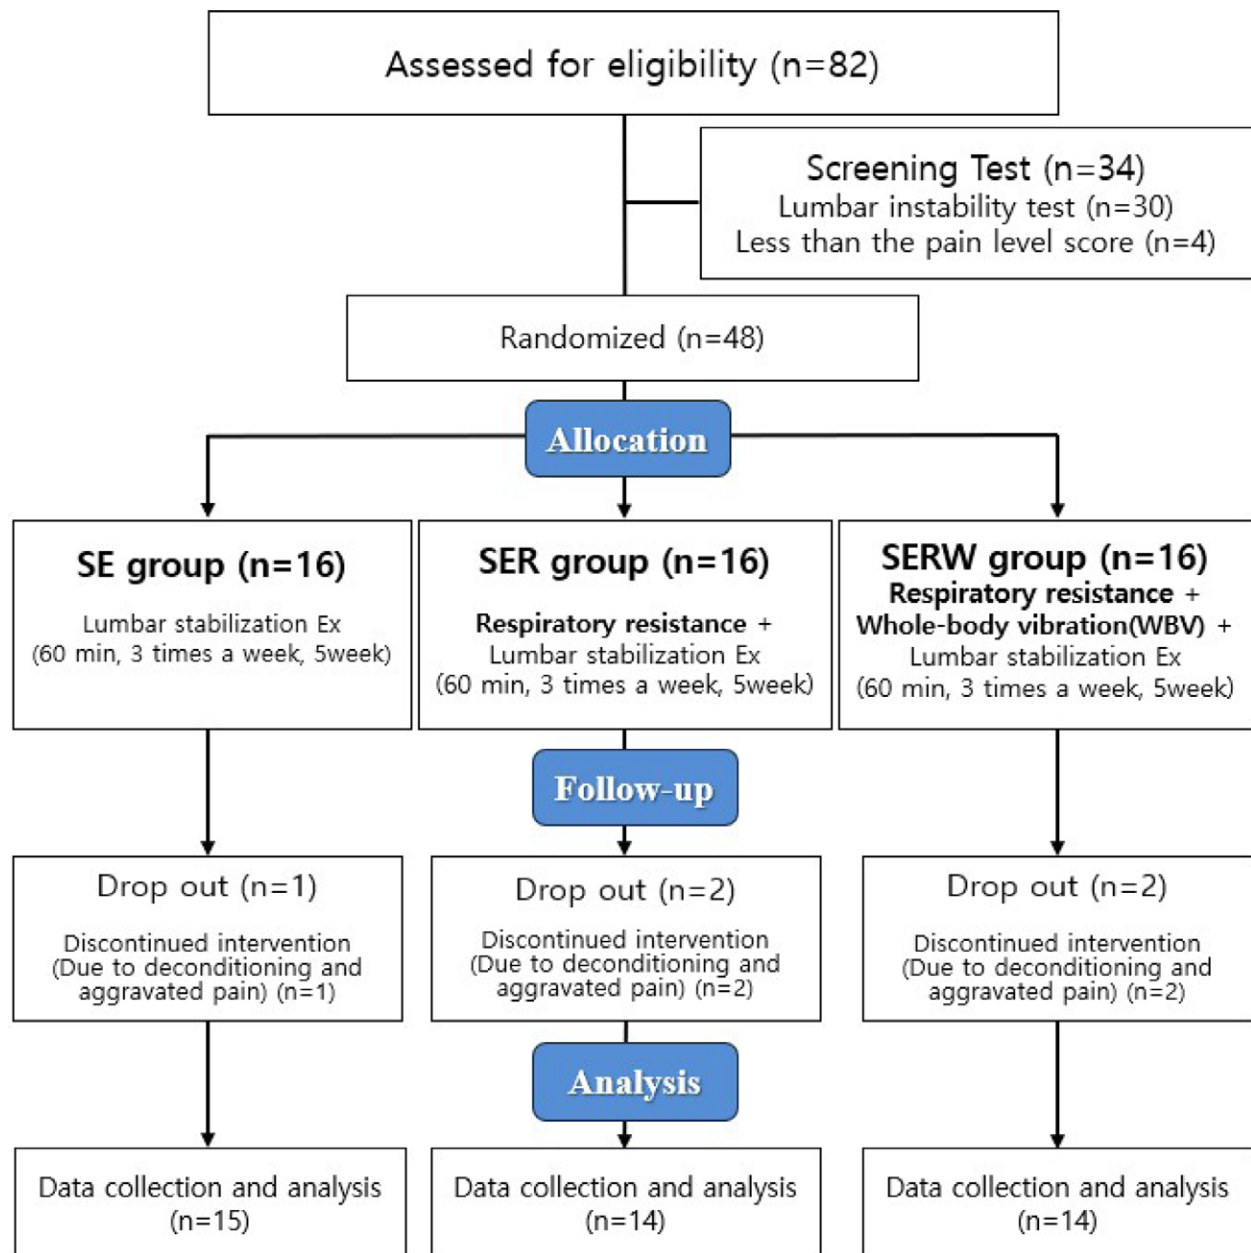 Assessed for eligibility (n=82)
Screening Test (n=34)
Lumbar instability test (n=30)
Less than the pain level score (n=4)
Randomized (n=48)
Allocation
SE group (n=16)
Lumbar stabilization Ex
(60 min, 3 times a week, 5week)
SER group (n=16)
Respiratory resistance +
Lumbar stabilization Ex
(60 min, 3 times a week, 5week)
SERW group (n=16)
Respiratory resistance +
Whole-body vibration(WBV) +
Lumbar stabilization Ex
(60 min, 3 times a week, 5week)
Follow-up
Drop out (n=1)
Discontinued intervention
(Due to deconditioning and
aggravated pain) (n=1)
Drop out (n=2)
Discontinued intervention
(Due to deconditioning and
aggravated pain) (n=2)
Drop out (n=2)
Discontinued intervention
(Due to deconditioning and
aggravated pain) (n=2)
Analysis
Data collection and analysis
(n=15)
Data collection and analysis
(n=14)
Data collection and analysis
(n=14)